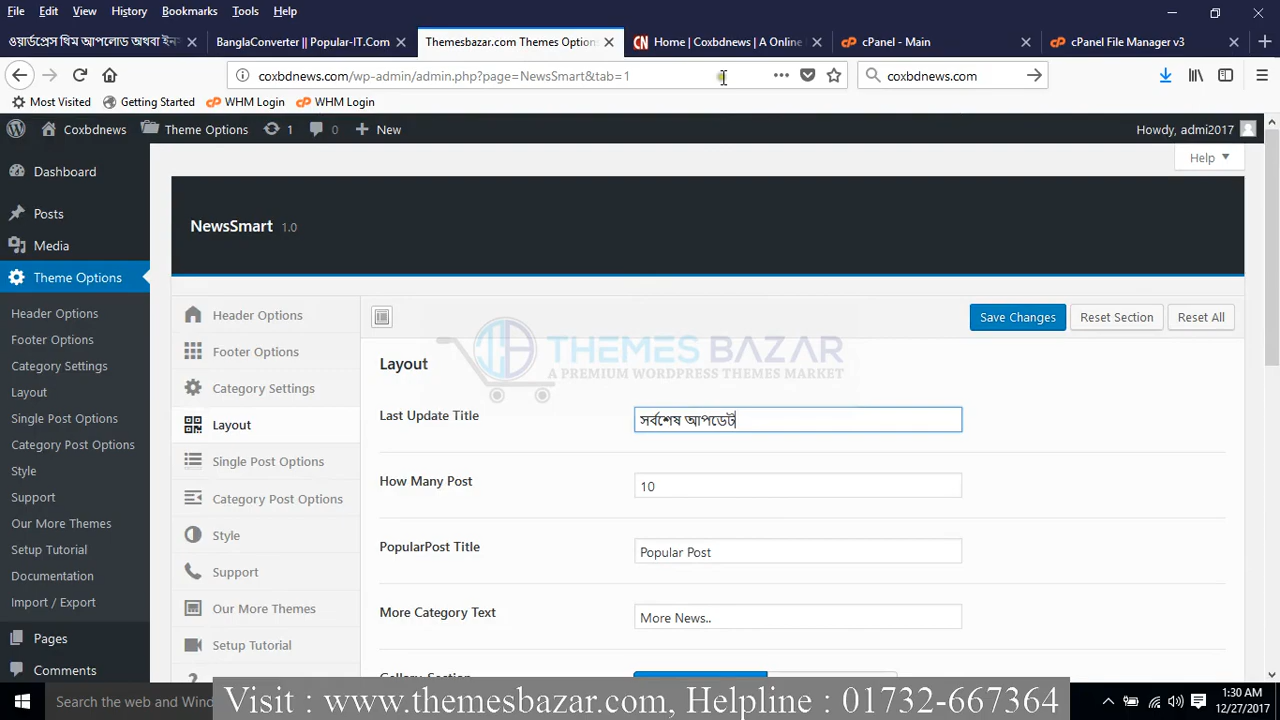 File Edit View History Bookmarks Tools Help
ওয়ার্ডপ্রেস থিম আপলোড অথবা ইনস
BanglaConverter || Popular-IT.Com
Themesbazar.com Themes Option
CN Home | Coxbdnews | A Online
cP cPanel - Main
cP cPanel File Manager v3
coxbdnews.com/wp-admin/admin.php?page=NewsSmart&tab=1
coxbdnews.com
Most Visited Getting Started cP WHM Login cP WHM Login
Coxbdnews Theme Options 1 0 New Howdy, admi2017
Help
Dashboard
Posts
Media
Theme Options
Header Options
Footer Options
Category Settings
Layout
Single Post Options
Category Post Options
Style
Support
Our More Themes
Setup Tutorial
Documentation
Import / Export
Pages
Comments
NewsSmart 1.0
Header Options
Footer Options
Category Settings
Layout
Single Post Options
Category Post Options
Style
Support
Our More Themes
Setup Tutorial
Save Changes Reset Section Reset All
THEMES BAZAR
A PREMIUM WORDPRESS THEMES MARKET
Layout
Last Update Title সর্বশেষ আপডেট
How Many Post 10
PopularPost Title Popular Post
More Category Text More News..
Gallery Section
Search the web and Wind
Visit : www.themesbazar.com, Helpline : 01732-667364
1:30 AM
12/27/2017